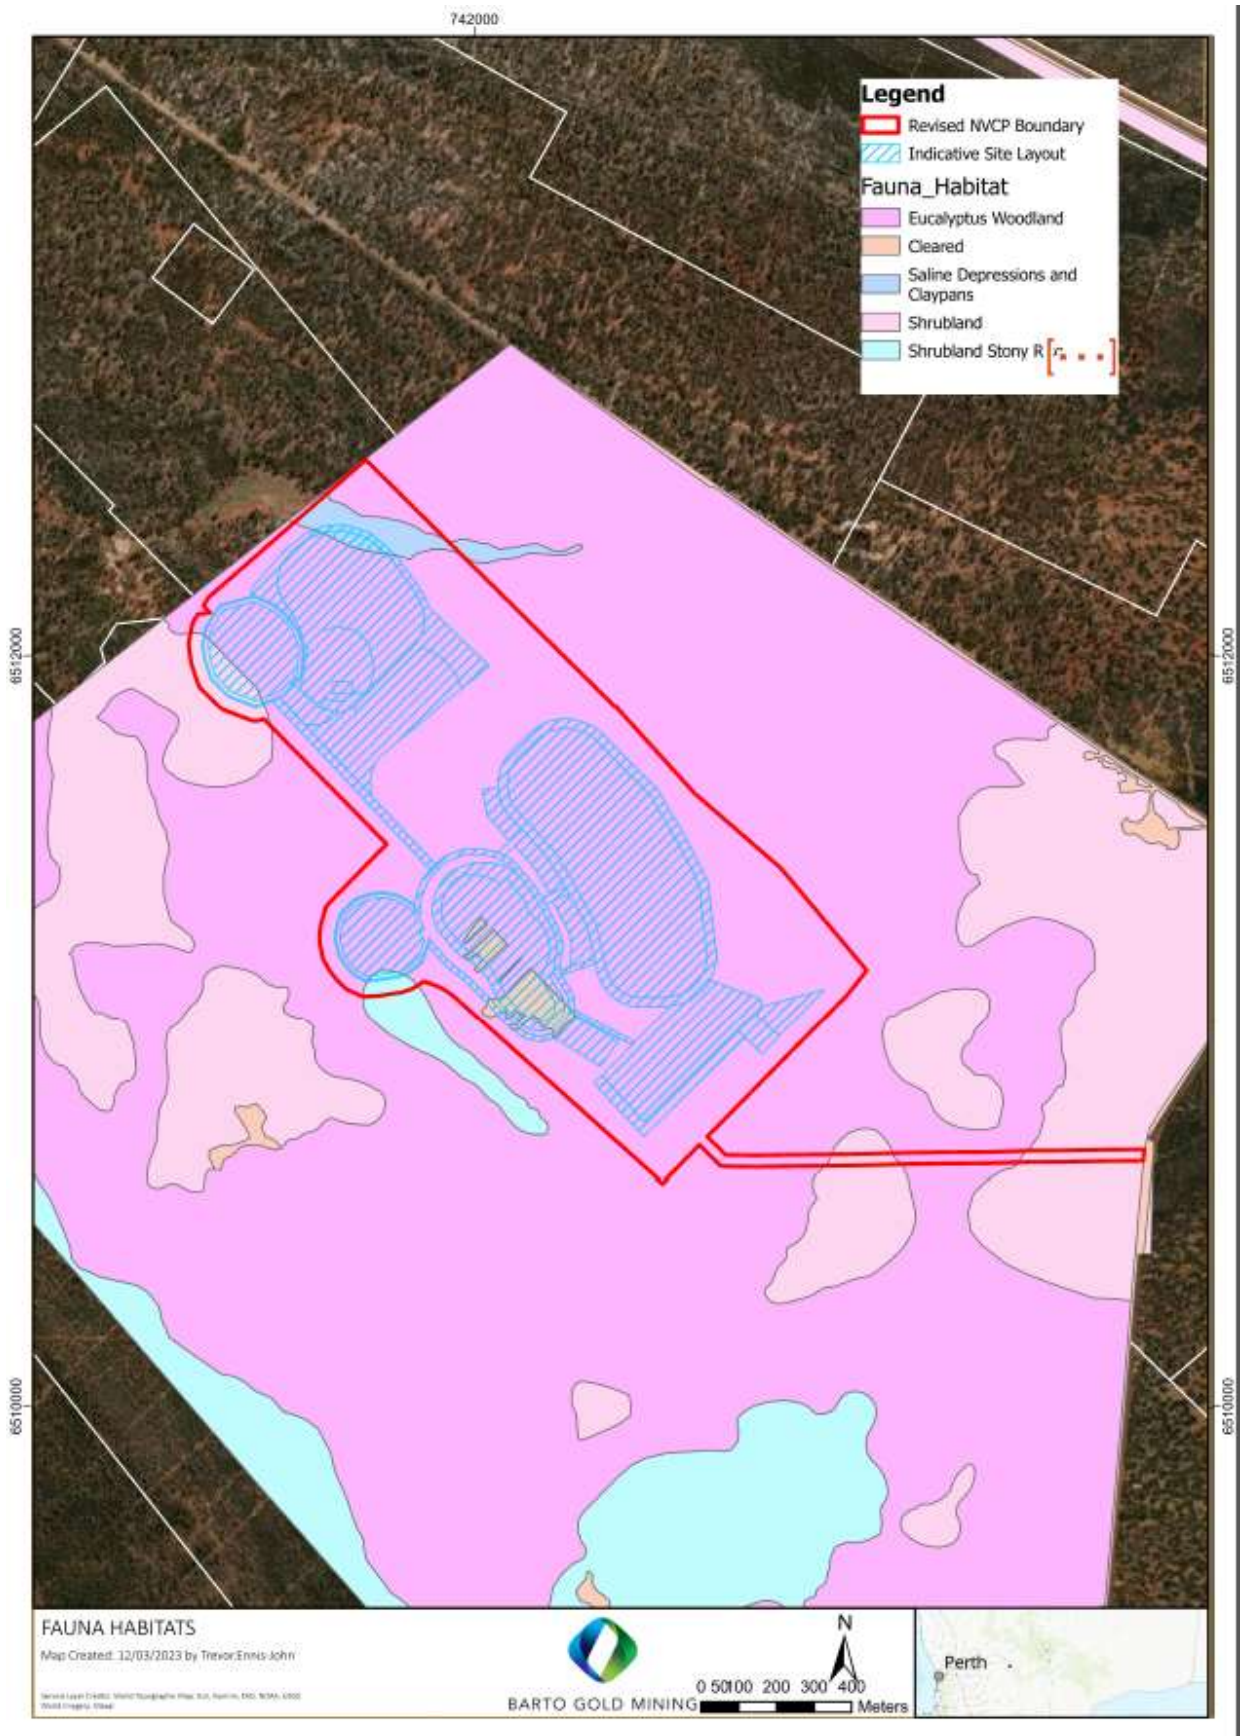 742000
Legend
Revised NVCP Boundary
Indicative Site Layout
Fauna_Habitat
Eucalyptus Woodland
Cleared
Saline Depressions and
Claypans
Shrubland
Shrubland Stony
6512000
6512000
6510000
6510000
FAUNA HABITATS
Map Created: 12/03/2023 by Trevor.Ennis-John
BARTO GOLD MINING
N
0 50100 200 300 400
Meters
Perth